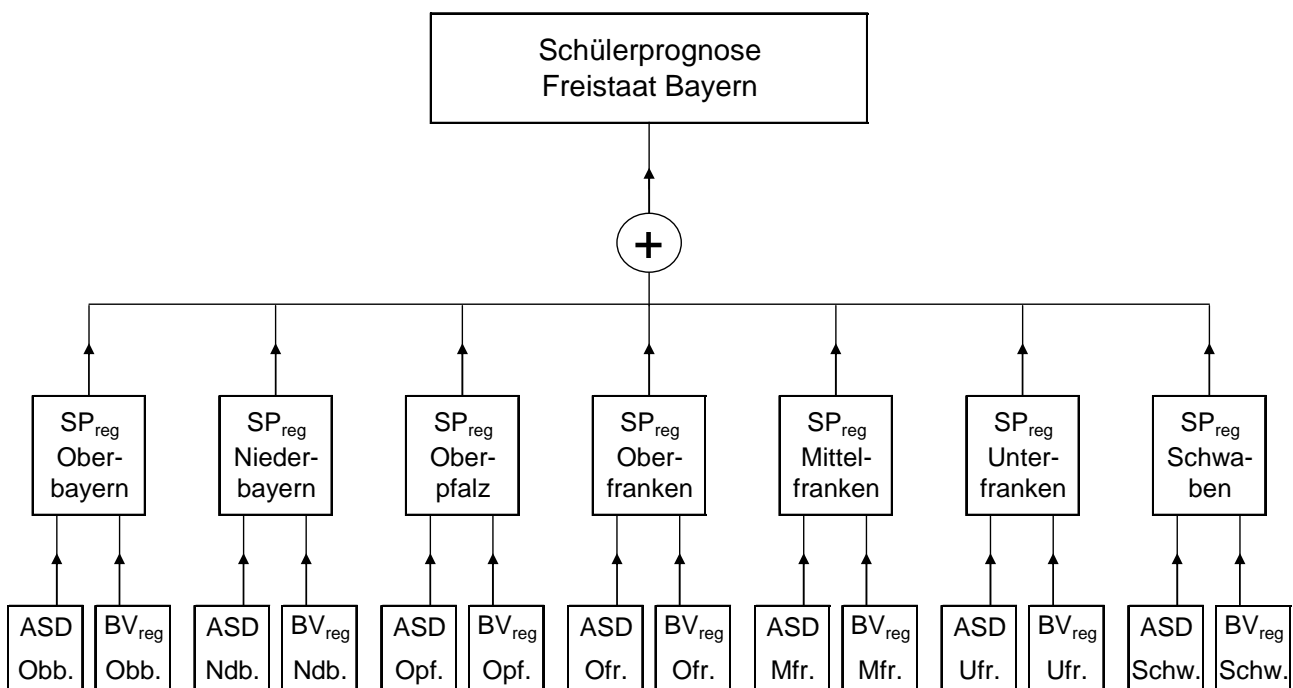 Schülerprognose
Freistaat Bayern
+
SPreg
Ober-
bayern
SPreg
Nieder-
bayern
SPreg
Ober-
pfalz
SPreg
Ober-
franken
SPreg
Mittel-
franken
SPreg
Unter-
franken
SPreg
Schwa-
ben
ASD
Obb.
BVreg
Obb.
ASD
Ndb.
BVreg
Ndb.
ASD
Opf.
BVreg
Opf.
ASD
Ofr.
BVreg
Ofr.
ASD
Mfr.
BVreg
Mfr.
ASD
Ufr.
BVreg
Ufr.
ASD
Schw.
BVreg
Schw.